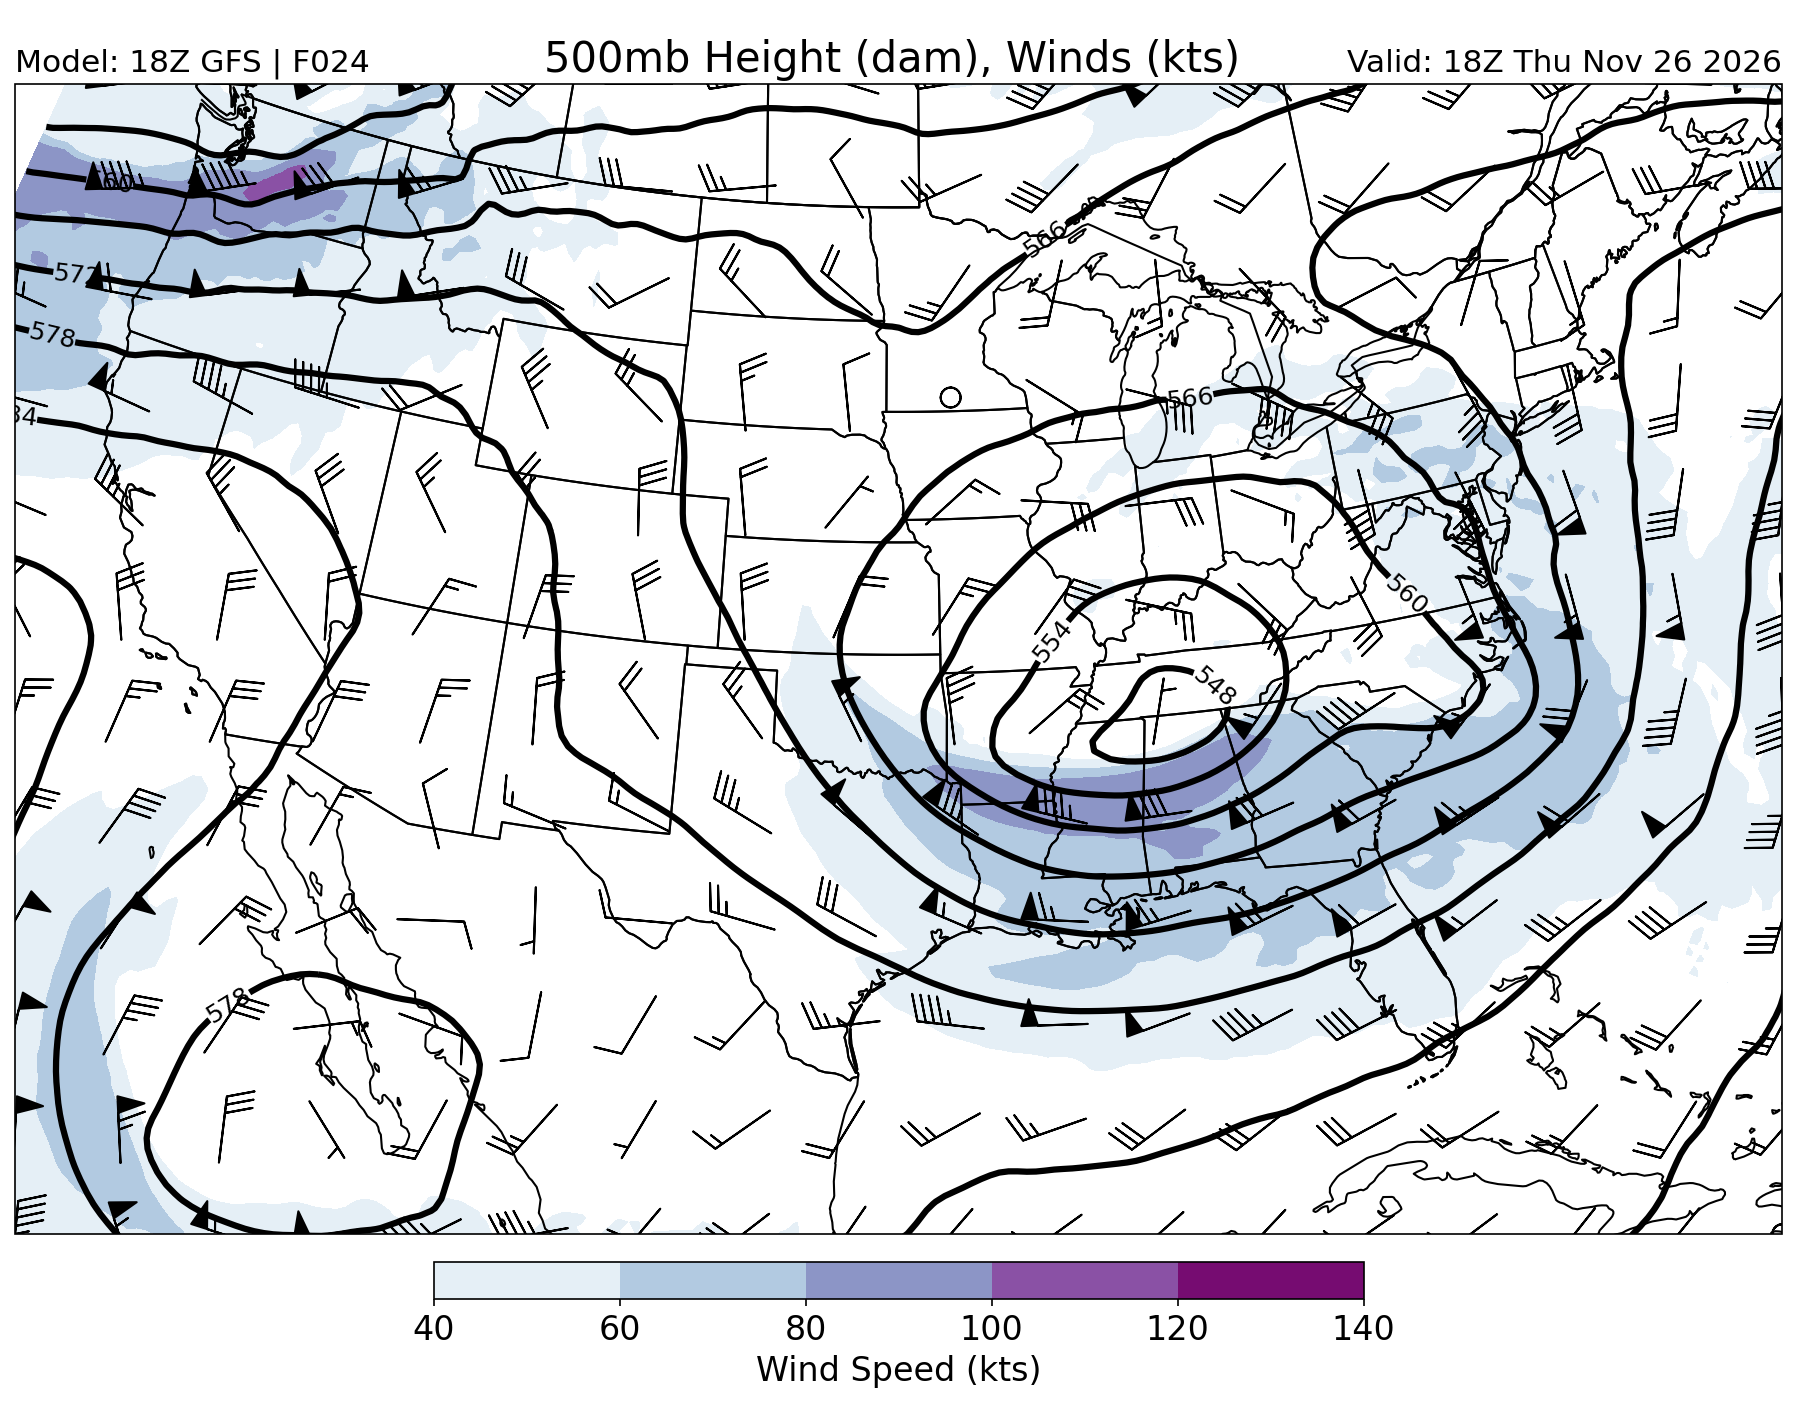 Model: 18Z GFS | F024
500mb Height (dam), Winds (kts)
Valid: 18Z Thu Nov 26 2026
566
572
578
566
560
554
548
578
40 60 80 100 120 140
Wind Speed (kts)